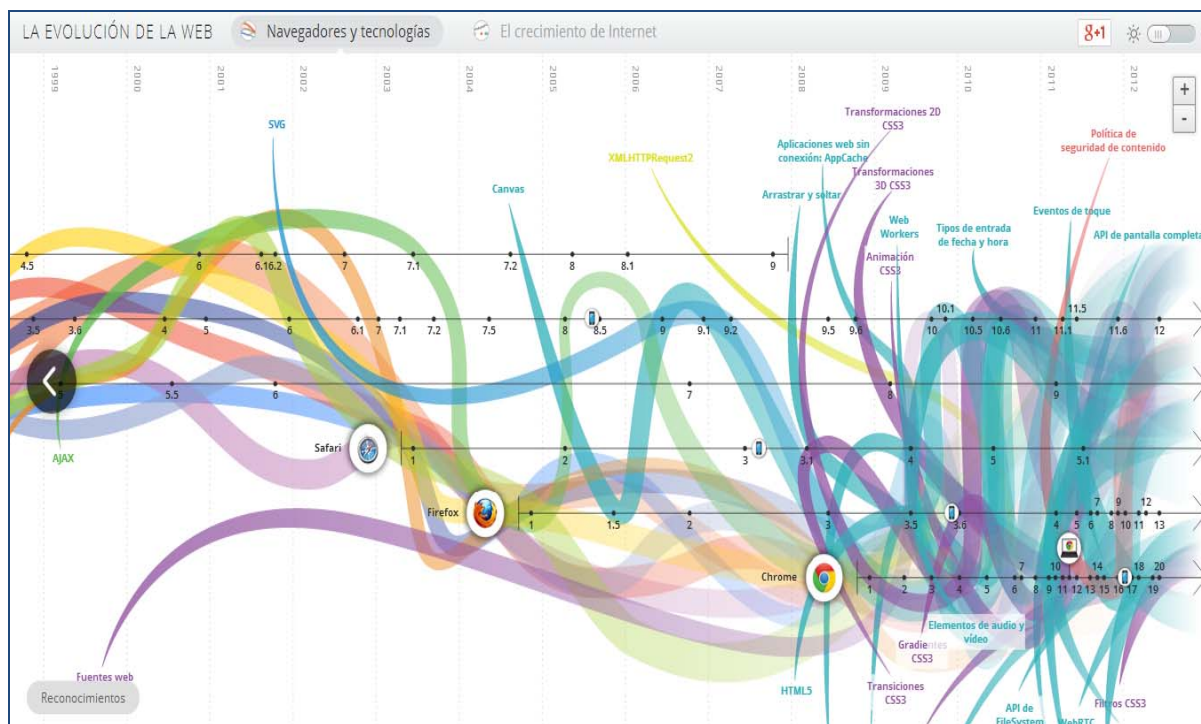 LA EVOLUCIÓN DE LA WEB
Navegadores y tecnologías
El crecimiento de Internet
g+1
1999 2000 2001 2002 2003 2004 2005 2006 2007 2008 2009 2010 2011 2012
+
-
Transformaciones 2D
CSS3
SVG
Política de
seguridad de contenido
Aplicaciones web sin
conexión: AppCache
XMLHTTPRequest2
Transformaciones
3D CSS3
Canvas
Arrastrar y soltar
Eventos de toque
Web
Workers
Tipos de entrada
de fecha y hora
API de pantalla completa
Animación
CSS3
4.5 6 6.1 6.2 7 7.1 7.2 8 8.1 9
10.1 11.5
3.5 3.6 4 5 6 6.1 7 7.1 7.2 7.5 8 8.5 9 9.1 9.2 9.5 9.6 10 10.5 10.6 11 11.1 11.6 12
5 5.5 6 7 8 9
Safari
1 2 3 3.1 4 5 5.1
AJAX
Firefox
7 9 12
1 1.5 2 3 3.5 3.6 4 5 6 8 10 11 13
Chrome
7 10 14 18 20
1 2 3 4 5 6 8 9 11 12 13 15 16 17 19
Elementos de audio y
vídeo
Gradientes
CSS3
Fuentes web
HTML5
Transiciones
CSS3
Reconocimientos
API de
FileSystem
WebRTC
Filtros CSS3